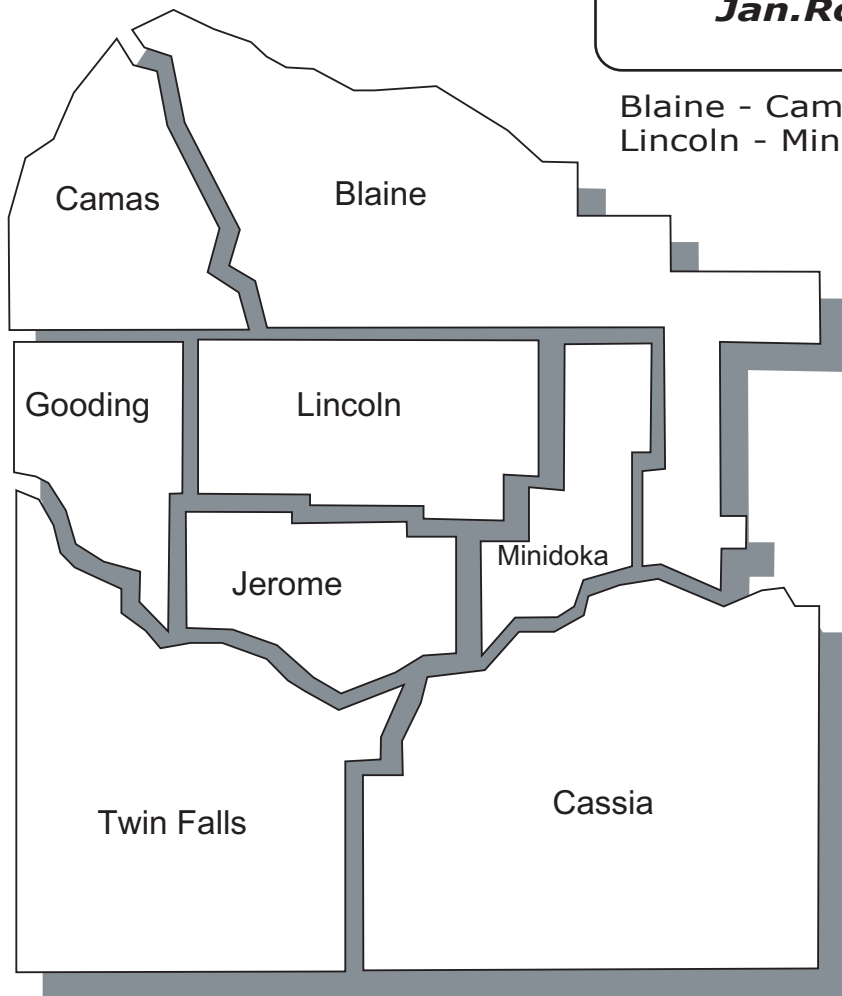 Jan.Ro
Blaine - Cam
Lincoln - Min
Camas
Blaine
Gooding
Lincoln
Jerome
Minidoka
Twin Falls
Cassia